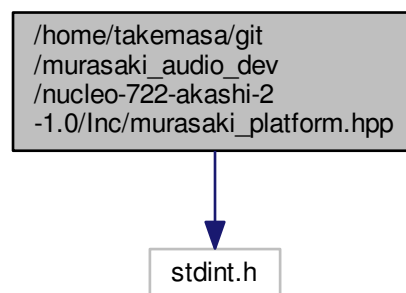 /home/takemasa/git
/murasaki_audio_dev
/nucleo-722-akashi-2
-1.0/Inc/murasaki_platform.hpp
stdint.h